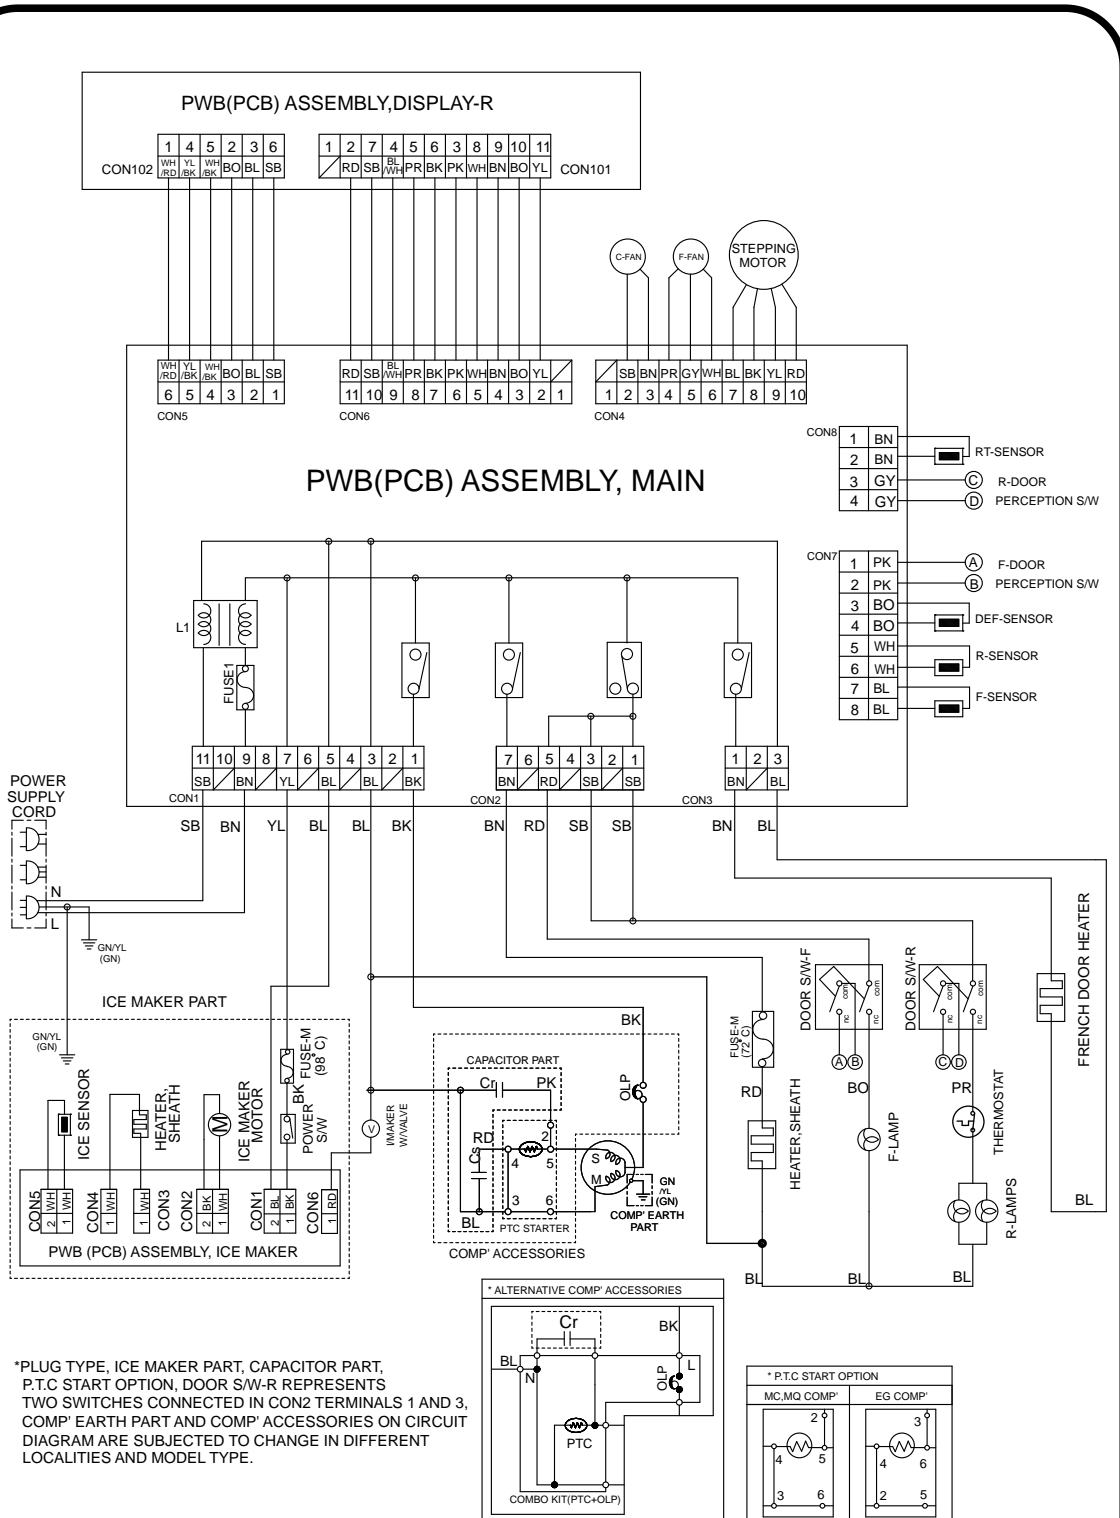 PWB(PCB) ASSEMBLY,DISPLAY-R
1 4 5 2 3 6
CON102 WH/RD YL/BK WH/BK BO BL SB
1 2 7 4 5 6 3 8 9 10 11
RD SB BL/WH PR BK PK WH BN BO YL CON101
C-FAN
F-FAN
STEPPING
MOTOR
WH/RD YL/BK WH/BK BO BL SB
6 5 4 3 2 1
CON5
RD SB BL/WH PR BK PK WH BN BO YL
11 10 9 8 7 6 5 4 3 2 1
CON6
SB BN PR GY WH BL BK YL RD
1 2 3 4 5 6 7 8 9 10
CON4
PWB(PCB) ASSEMBLY, MAIN
CON8
1 BN
2 BN
3 GY
4 GY
RT-SENSOR
C R-DOOR
D PERCEPTION S/W
CON7
1 PK
2 PK
3 BO
4 BO
5 WH
6 WH
7 BL
8 BL
A F-DOOR
B PERCEPTION S/W
DEF-SENSOR
R-SENSOR
F-SENSOR
L1
FUSE1
11 10 9 8 7 6 5 4 3 2 1
SB BN YL BL BL BK
CON1
7 6 5 4 3 2 1
BN RD SB SB
CON2
1 2 3
BN BL
CON3
SB BN YL BL BL BK BN RD SB SB BN BL
POWER
SUPPLY
CORD
N
L
GN/YL
(GN)
ICE MAKER PART
GN/YL
(GN)
ICE SENSOR
HEATER,
SHEATH
M
ICE MAKER
MOTOR
FUSE-M
(98˚C)
BK
POWER
S/W
V
I/MAKER
W/VALVE
CON5
2 WH
1 WH
CON4
1 WH
1 WH
CON3
CON2
2 BK
1 WH
CON1
2 BL
1 BK
CON6
1 RD
PWB (PCB) ASSEMBLY, ICE MAKER
BK
CAPACITOR PART
Cr
PK
OLP
RD
Cs
2
4
5
3
6
BL
PTC STARTER
S
M
GN
/YL
(GN)
COMP' EARTH
PART
COMP' ACCESSORIES
FUSE-M
(72˚C)
RD
HEATER,SHEATH
DOOR S/W-F
com
com
nc
nc
A B
BO
F-LAMP
DOOR S/W-R
com
com
nc
nc
C D
PR
THERMOSTAT
R-LAMPS
FRENCH DOOR HEATER
BL
BL
BL
BL
* ALTERNATIVE COMP' ACCESSORIES
Cr
BK
BL
N
OLP
L
PTC
COMBO KIT(PTC+OLP)
*PLUG TYPE, ICE MAKER PART, CAPACITOR PART,
P.T.C START OPTION, DOOR S/W-R REPRESENTS
TWO SWITCHES CONNECTED IN CON2 TERMINALS 1 AND 3,
COMP' EARTH PART AND COMP' ACCESSORIES ON CIRCUIT
DIAGRAM ARE SUBJECTED TO CHANGE IN DIFFERENT
LOCALITIES AND MODEL TYPE.
* P.T.C START OPTION
MC,MQ COMP' EG COMP'
2
4 5
3 6
3
4 6
2 5